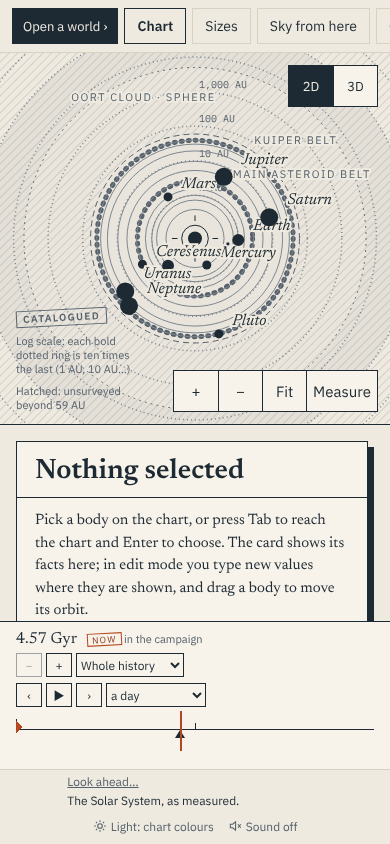 Open a world ›
Chart
Sizes
Sky from here
1,000 AU
2D
3D
OORT CLOUD · SPHERE
100 AU
KUIPER BELT
10 AU
Jupiter
MAIN ASTEROID BELT
Mars
Saturn
Earth
Ceres
Mercury
Uranus
Neptune
Pluto
CATALOGUED
Log scale: each bold
dotted ring is ten times
the last (1 AU, 10 AU…)
Hatched: unsurveyed
beyond 59 AU
+
−
Fit
Measure
Nothing selected
Pick a body on the chart, or press Tab to reach
the chart and Enter to choose. The card shows its
facts here; in edit mode you type new values
where they are shown, and drag a body to move
its orbit.
4.57 Gyr
NOW
in the campaign
−
+
Whole history
‹
›
a day
Look ahead…
The Solar System, as measured.
Light: chart colours
Sound off